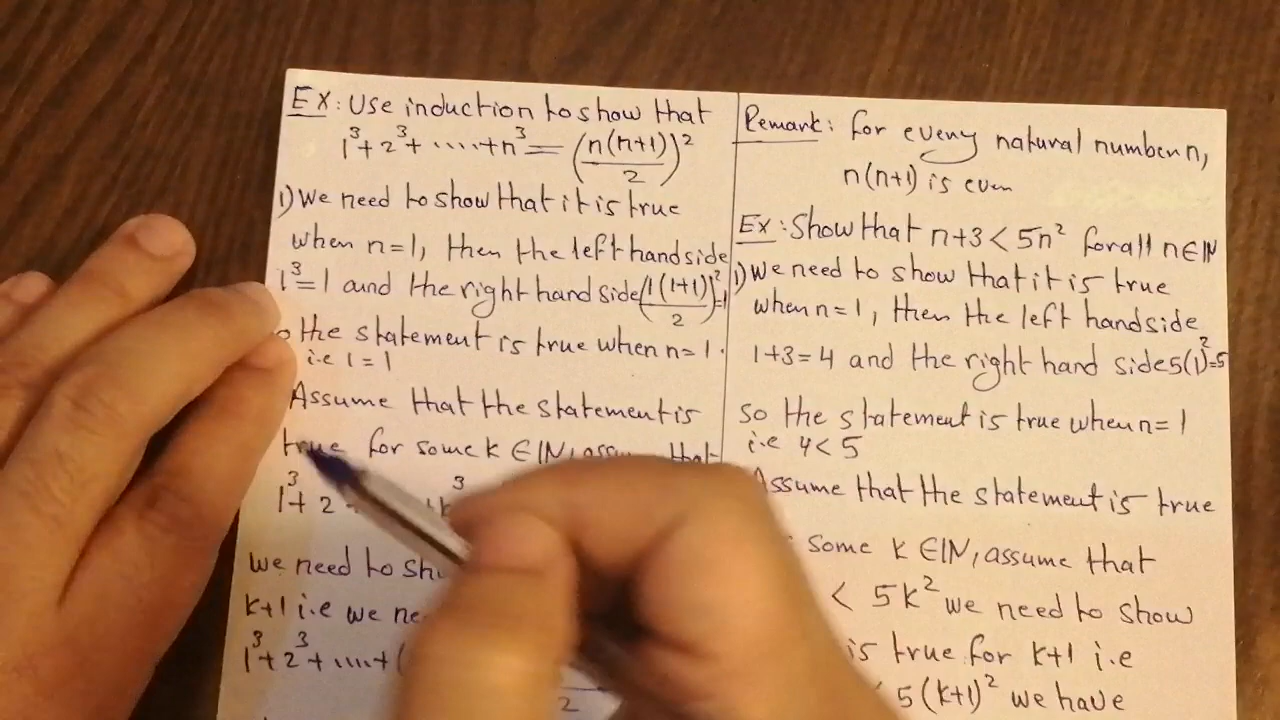 Ex: Use induction to show that
1³+2³+.....+n³=(n(n+1)/2)²
1) We need to show that it is true
when n=1, then the left hand side
1³=1 and the right hand side (1(1+1)/2)²=1
the statement is true when n=1.
i.e 1=1
Assume that the statement is
true for some k ∈ IN, assume that
1³+2
we need to
k+1 i.e we
1³+2³+.....+(
2
Remark: for every natural number n,
n(n+1) is even
Ex: Show that n+3<5n² for all n∈IN
1) We need to show that it is true
when n=1, then the left hand side
1+3=4 and the right hand side 5(1)²=5
so the statement is true when n=1
i.e 4<5
Assume that the statement is true
some k ∈ IN, assume that
< 5k² we need to show
is true for k+1 i.e
< 5(k+1)² we have